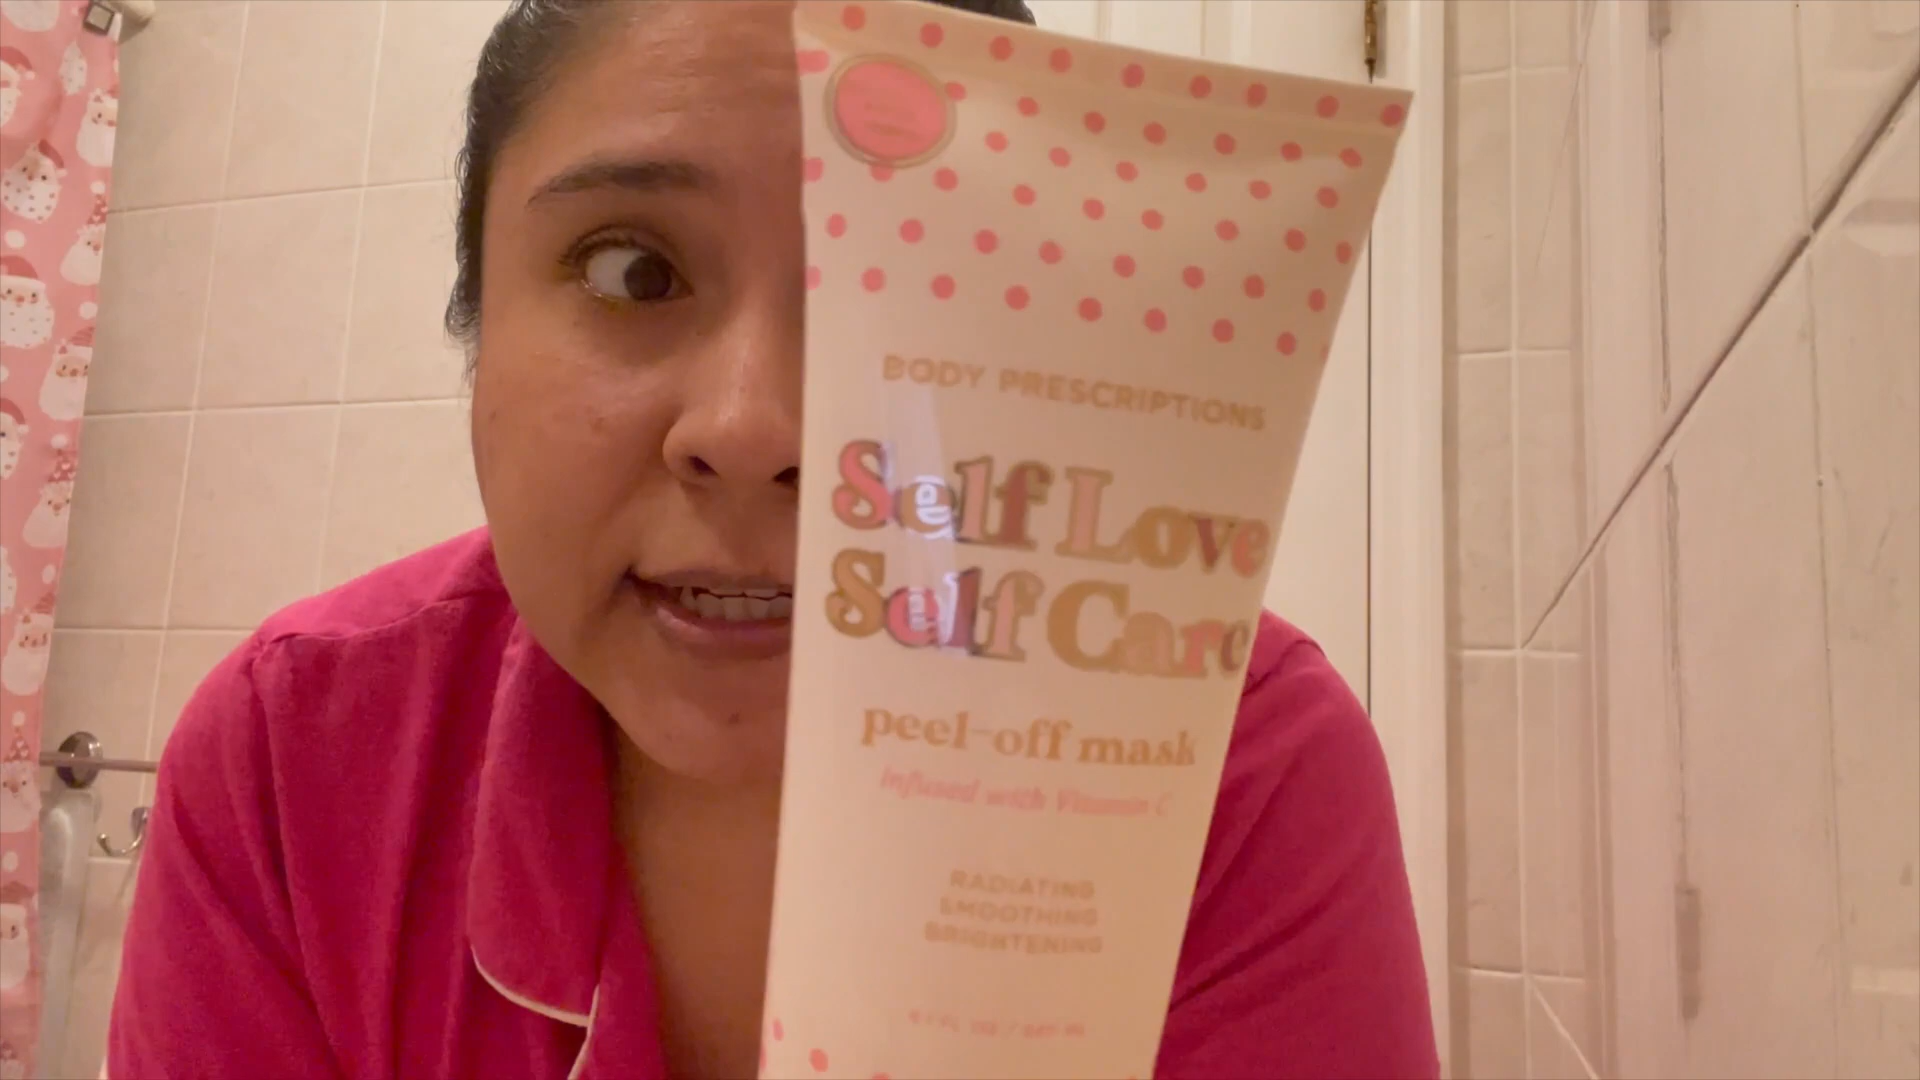 BODY PRESCRIPTIONS
Self Love
Self Care
peel-off mask
infused with Vitamin C
RADIATING
SMOOTHING
BRIGHTENING